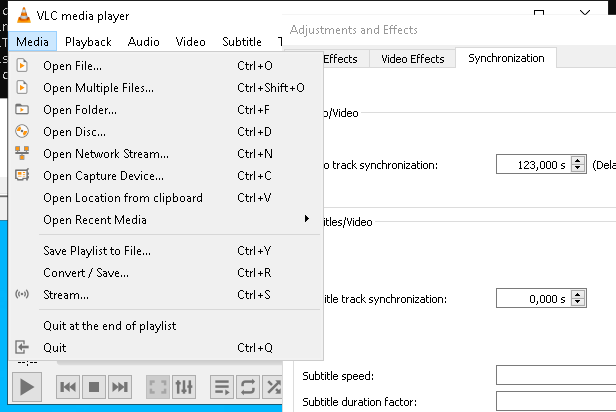 VLC media player
Media Playback Audio Video Subtitle
Open File... Ctrl+O
Open Multiple Files... Ctrl+Shift+O
Open Folder... Ctrl+F
Open Disc... Ctrl+D
Open Network Stream... Ctrl+N
Open Capture Device... Ctrl+C
Open Location from clipboard Ctrl+V
Open Recent Media
Save Playlist to File... Ctrl+Y
Convert / Save... Ctrl+R
Stream... Ctrl+S
Quit at the end of playlist
Quit Ctrl+Q
Adjustments and Effects
Effects Video Effects Synchronization
o/Video
o track synchronization: 123,000 s (Dela
itles/Video
itle track synchronization: 0,000 s
Subtitle speed:
Subtitle duration factor: